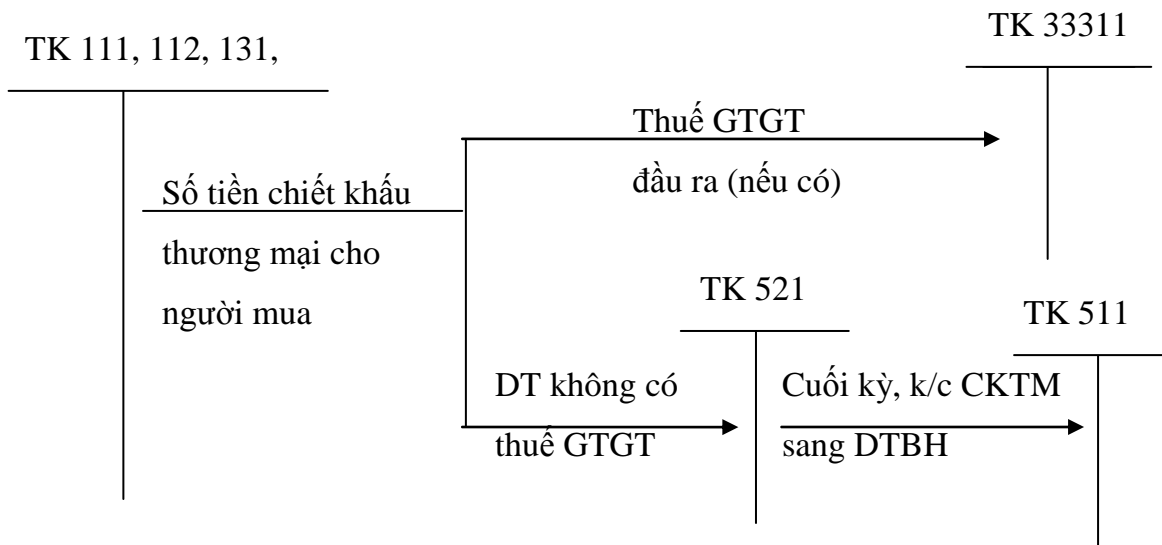 TK 111, 112, 131,
TK 33311
Thuế GTGT
đầu ra (nếu có)
Số tiền chiết khấu
thương mại cho
người mua
TK 521
TK 511
DT không có
thuế GTGT
Cuối kỳ, k/c CKTM
sang DTBH